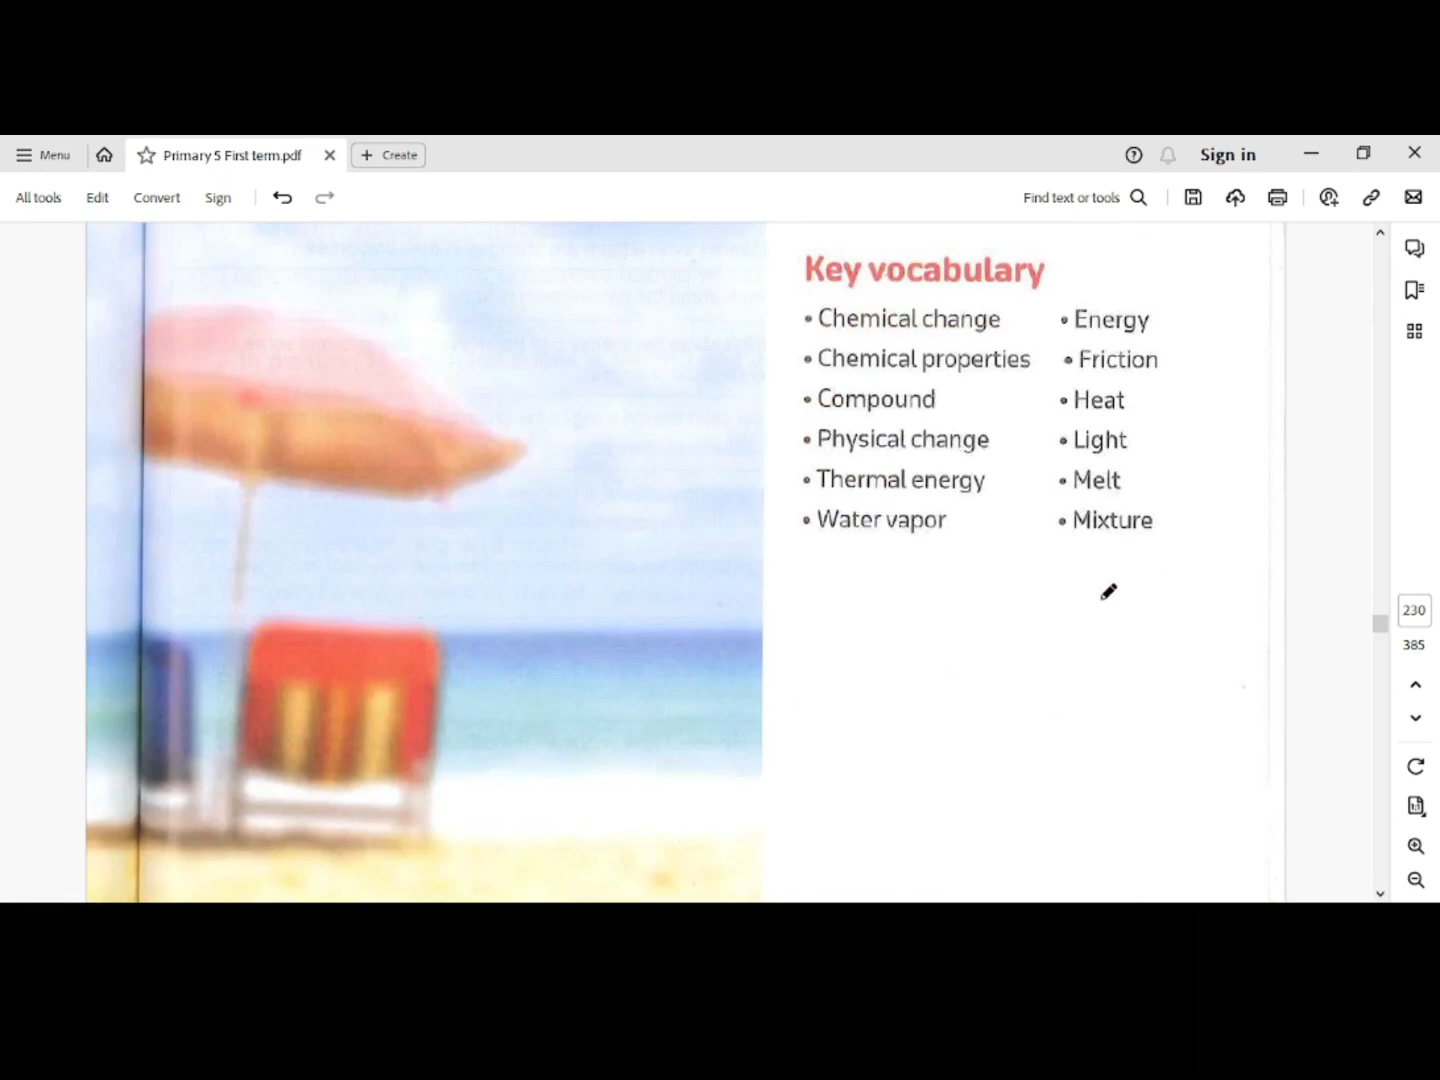 Menu
Primary 5 First term.pdf
Create
Sign in
All tools
Edit
Convert
Sign
Find text or tools
Key vocabulary
• Chemical change
• Chemical properties
• Compound
• Physical change
• Thermal energy
• Water vapor
• Energy
• Friction
• Heat
• Light
• Melt
• Mixture
230
385